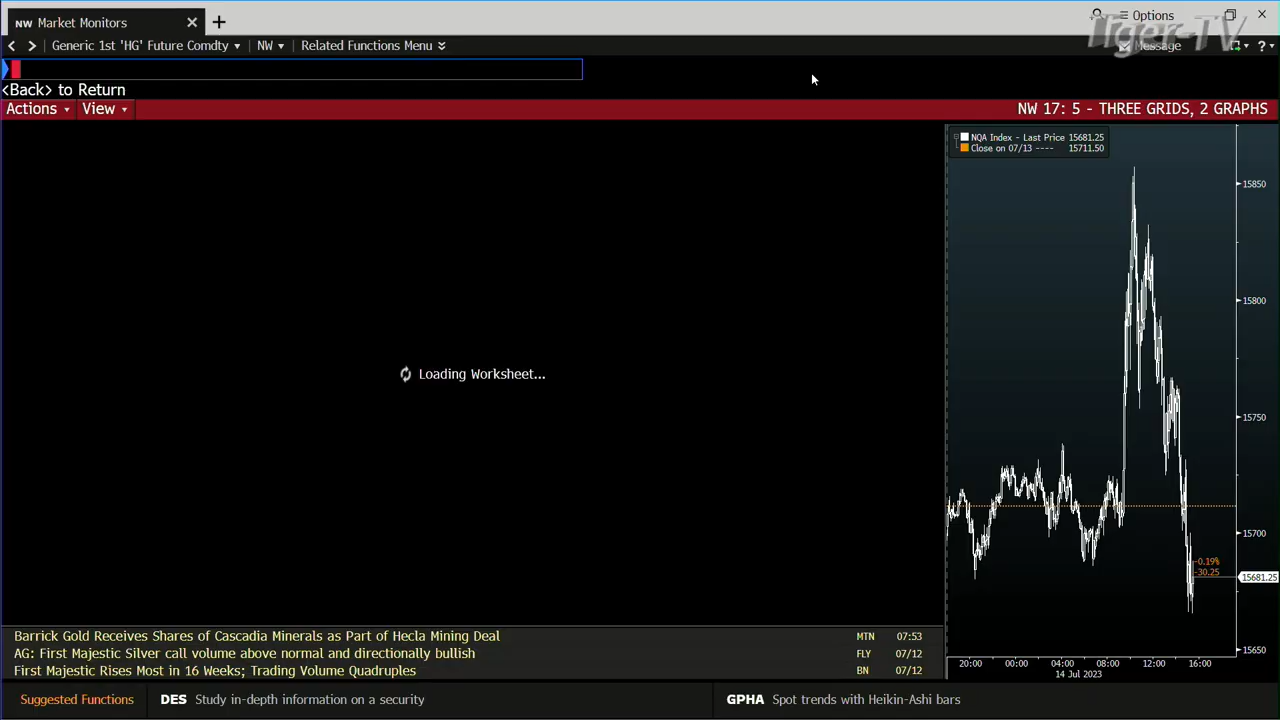 NW Market Monitors
Options
Tiger-TV
Generic 1st 'HG' Future Comdty
NW
Related Functions Menu
Message
?
<Back> to Return
Actions
View
NW 17: 5 - THREE GRIDS, 2 GRAPHS
NQA Index - Last Price 15681.25
Close on 07/13 ---- 15711.50
15850
15800
15750
15700
-0.19%
-30.25
15681.25
15650
Loading Worksheet...
Barrick Gold Receives Shares of Cascadia Minerals as Part of Hecla Mining Deal MTN 07:53
AG: First Majestic Silver call volume above normal and directionally bullish FLY 07/12
First Majestic Rises Most in 16 Weeks; Trading Volume Quadruples BN 07/12
20:00 00:00 04:00 08:00 12:00 16:00
14 Jul 2023
Suggested Functions
DES Study in-depth information on a security
GPHA Spot trends with Heikin-Ashi bars